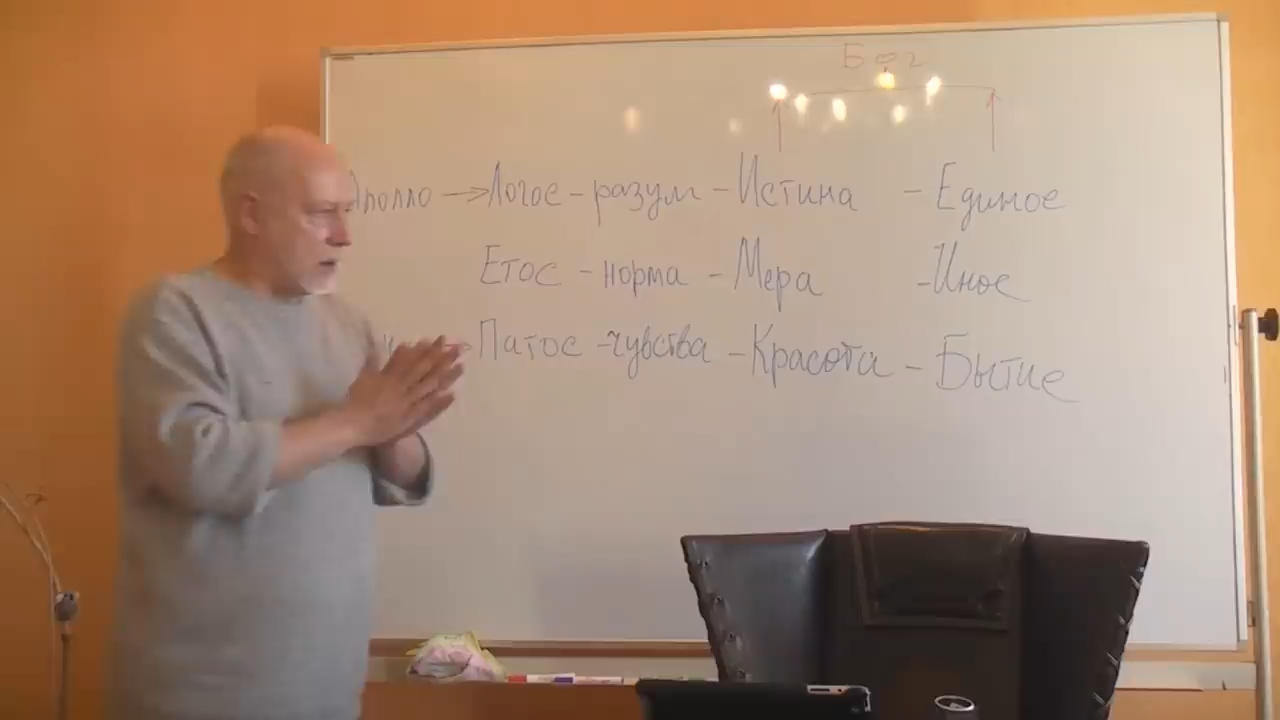 Бог
Аполло → Логос - разум - Истина - Единое
Етос - норма - Мера - Иное
→ Патос - чувства - Красота - Бытие